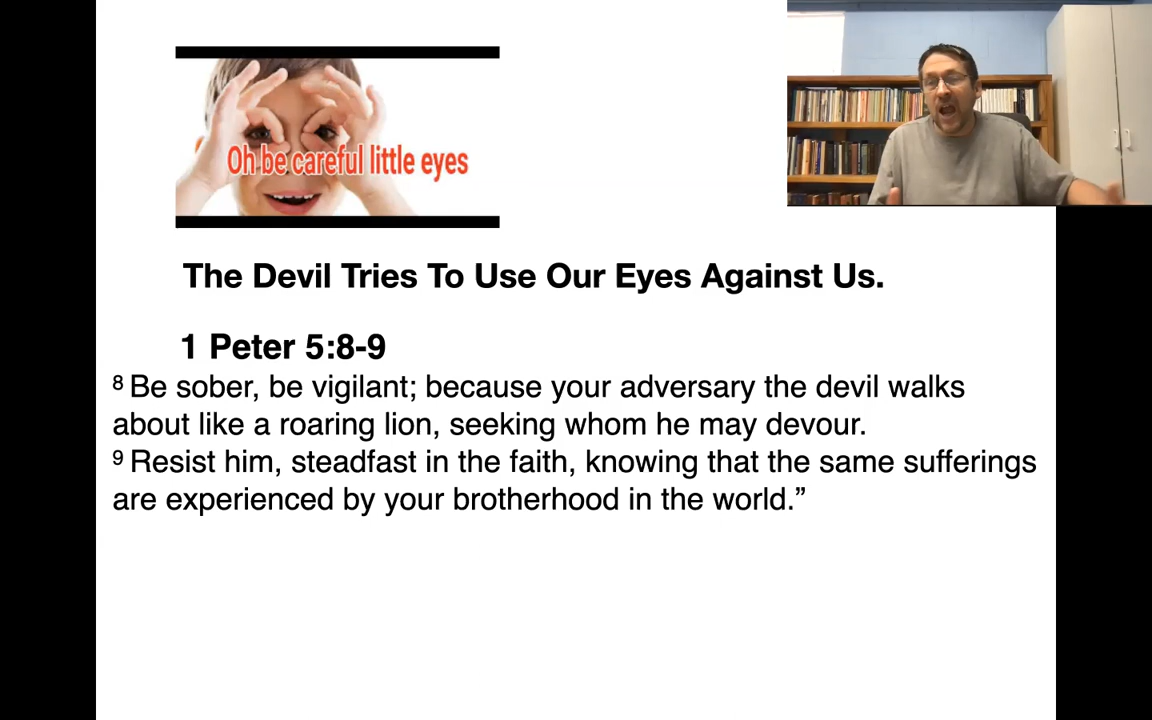 Oh be careful little eyes
The Devil Tries To Use Our Eyes Against Us.
1 Peter 5:8-9
8 Be sober, be vigilant; because your adversary the devil walks
about like a roaring lion, seeking whom he may devour.
9 Resist him, steadfast in the faith, knowing that the same sufferings
are experienced by your brotherhood in the world.”